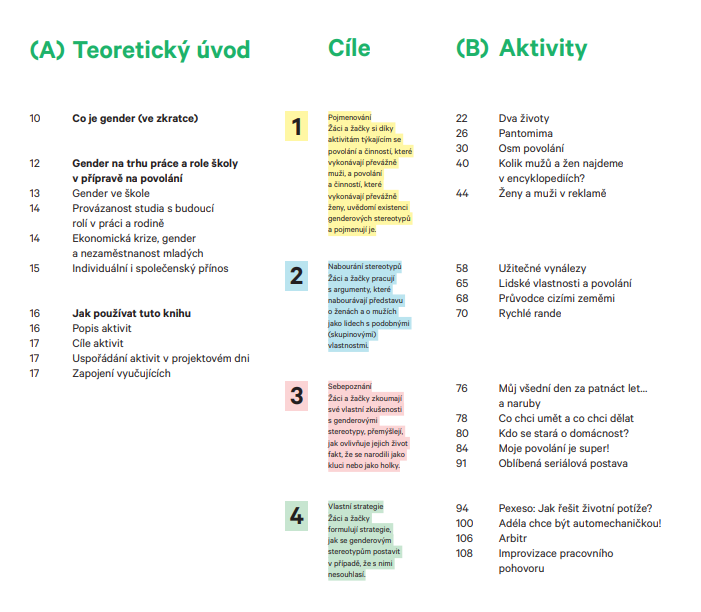 (A) Teoretický úvod
10 Co je gender (ve zkratce)
12 Gender na trhu práce a role školy
v přípravě na povolání
13 Gender ve škole
14 Provázanost studia s budoucí
rolí v práci a rodině
14 Ekonomická krize, gender
a nezaměstnanost mladých
15 Individuální i společenský přínos
16 Jak používat tuto knihu
16 Popis aktivit
17 Cíle aktivit
17 Uspořádání aktivit v projektovém dni
17 Zapojení vyučujících
Cíle
1
Pojmenování
Žáci a žačky si díky
aktivitám týkajícím se
povolání a činností, které
vykonávají převážně
muži, a povolání
a činností, které
vykonávají převážně
ženy, uvědomí existenci
genderových stereotypů
a pojmenují je.
2
Nabourání stereotypů
Žáci a žačky pracují
s argumenty, které
nabourávají představu
o ženách a o mužích
jako lidech s podobnými
(skupinovými)
vlastnostmi.
3
Sebepoznání
Žáci a žačky zkoumají
své vlastní zkušenosti
s genderovými
stereotypy, přemýšlejí,
jak ovlivňuje jejich život
fakt, že se narodili jako
kluci nebo jako holky.
4
Vlastní strategie
Žáci a žačky
formulují strategie,
jak se genderovým
stereotypům postavit
v případě, že s nimi
nesouhlasí.
(B) Aktivity
22 Dva životy
26 Pantomima
30 Osm povolání
40 Kolik mužů a žen najdeme
v encyklopediích?
44 Ženy a muži v reklamě
58 Užitečné vynálezy
65 Lidské vlastnosti a povolání
68 Průvodce cizími zeměmi
70 Rychlé rande
76 Můj všední den za patnáct let...
a naruby
78 Co chci umět a co chci dělat
80 Kdo se stará o domácnost?
84 Moje povolání je super!
91 Oblíbená seriálová postava
94 Pexeso: Jak řešit životní potíže?
100 Adéla chce být automechaničkou!
106 Arbitr
108 Improvizace pracovního
pohovoru